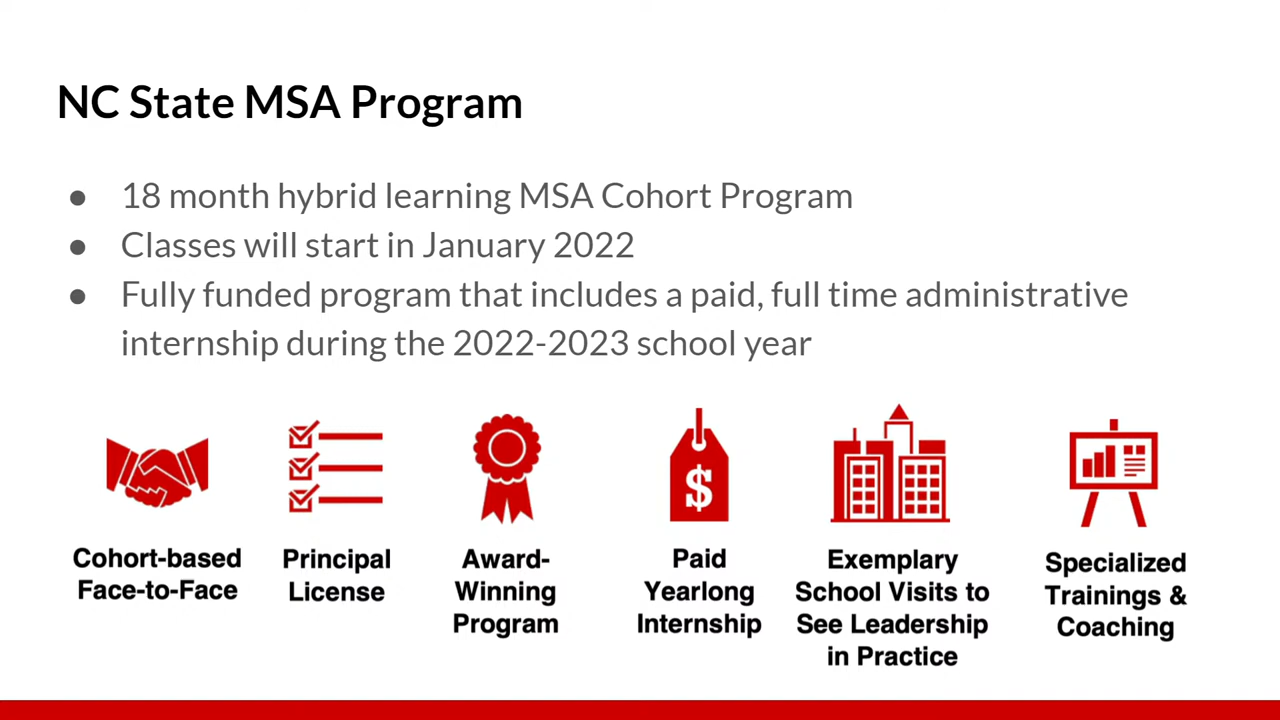 NC State MSA Program
● 18 month hybrid learning MSA Cohort Program
● Classes will start in January 2022
● Fully funded program that includes a paid, full time administrative
internship during the 2022-2023 school year
Cohort-based
Face-to-Face
Principal
License
Award-
Winning
Program
$
Paid
Yearlong
Internship
Exemplary
School Visits to
See Leadership
in Practice
Specialized
Trainings &
Coaching